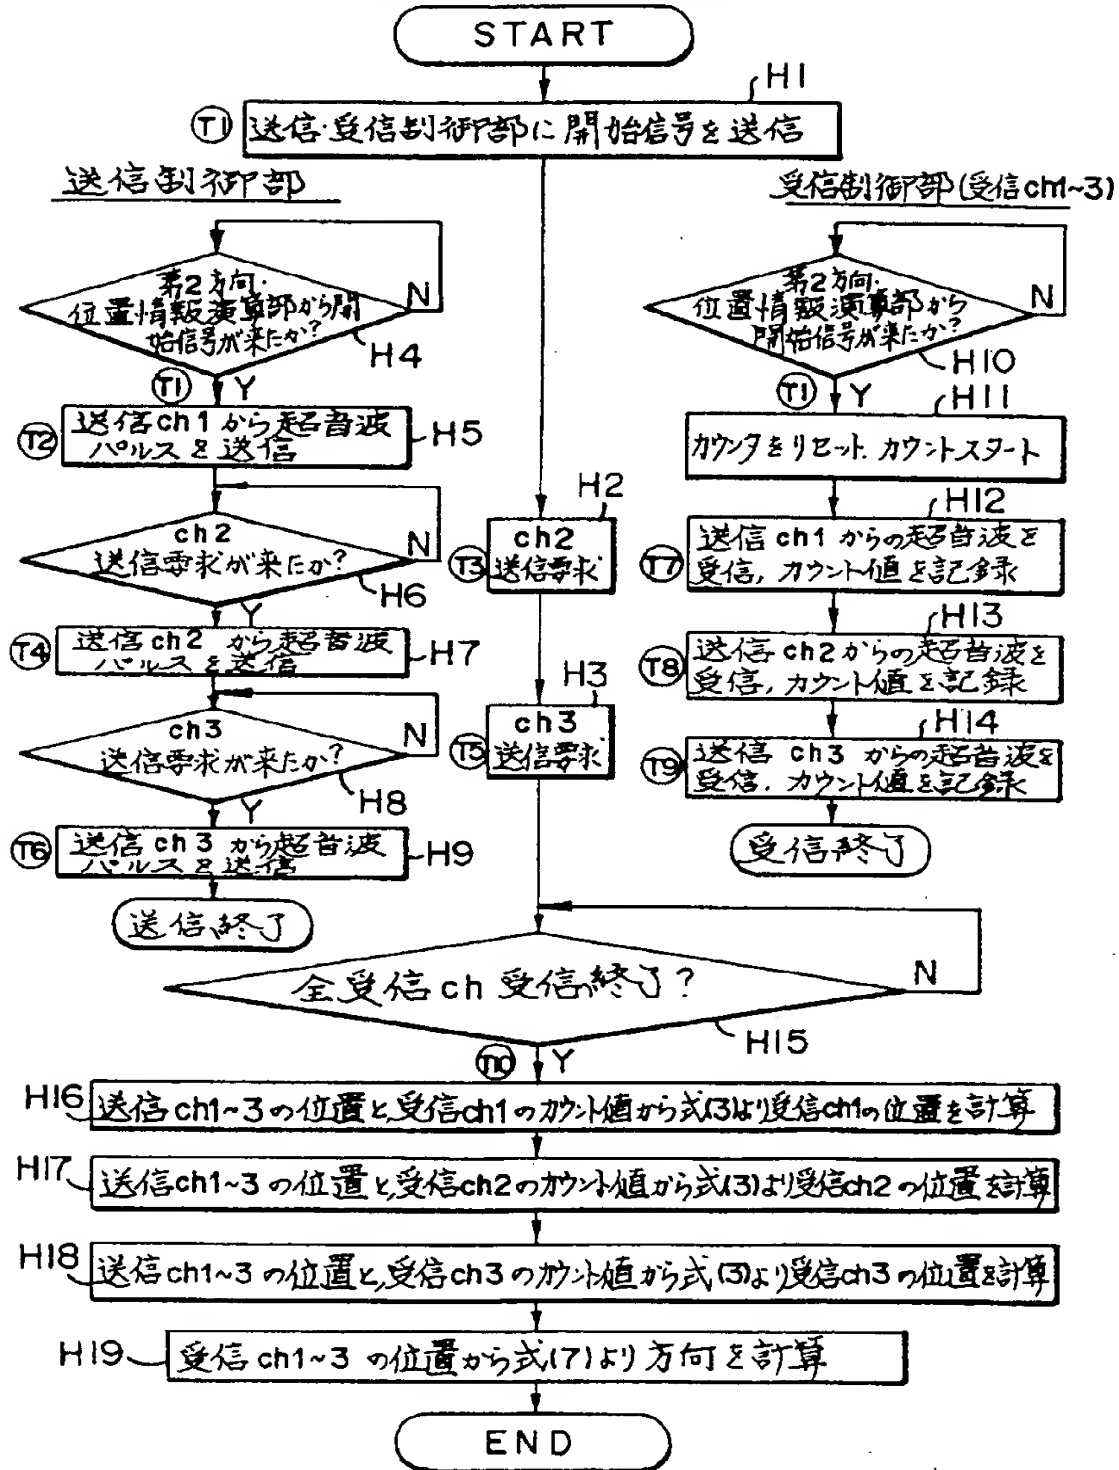 START
H1
T1 送信・受信制御部に開始信号を送信
送信制御部
受信制御部(受信ch1~3)
第2方向・
位置情報演算部から開
始信号が来たか?
N
H4
T1 Y
T2 送信ch1から超音波
パルスを送信
H5
ch2
送信要求が来たか?
N
H6
Y
T4 送信ch2から超音波
パルスを送信
H7
ch3
送信要求が来たか?
N
H8
Y
T6 送信ch3から超音波
パルスを送信
H9
送信終了
H2
T3 ch2
送信要求
H3
T5 ch3
送信要求
第2方向・
位置情報演算部から
開始信号が来たか?
N
H10
T1 Y
H11
カウンタをリセット.カウントスタート
H12
T7 送信ch1からの超音波を
受信,カウント値を記録
H13
T8 送信ch2からの超音波を
受信,カウント値を記録
H14
T9 送信ch3からの超音波を
受信.カウント値を記録
受信終了
全受信ch受信終了?
N
H15
T10 Y
H16 送信ch1~3の位置と,受信ch1のカウント値から式(3)より受信ch1の位置を計算
H17 送信ch1~3の位置と,受信ch2のカウント値から式(3)より受信ch2の位置を計算
H18 送信ch1~3の位置と,受信ch3のカウント値から式(3)より受信ch3の位置を計算
H19 受信ch1~3の位置から式(7)より方向を計算
END